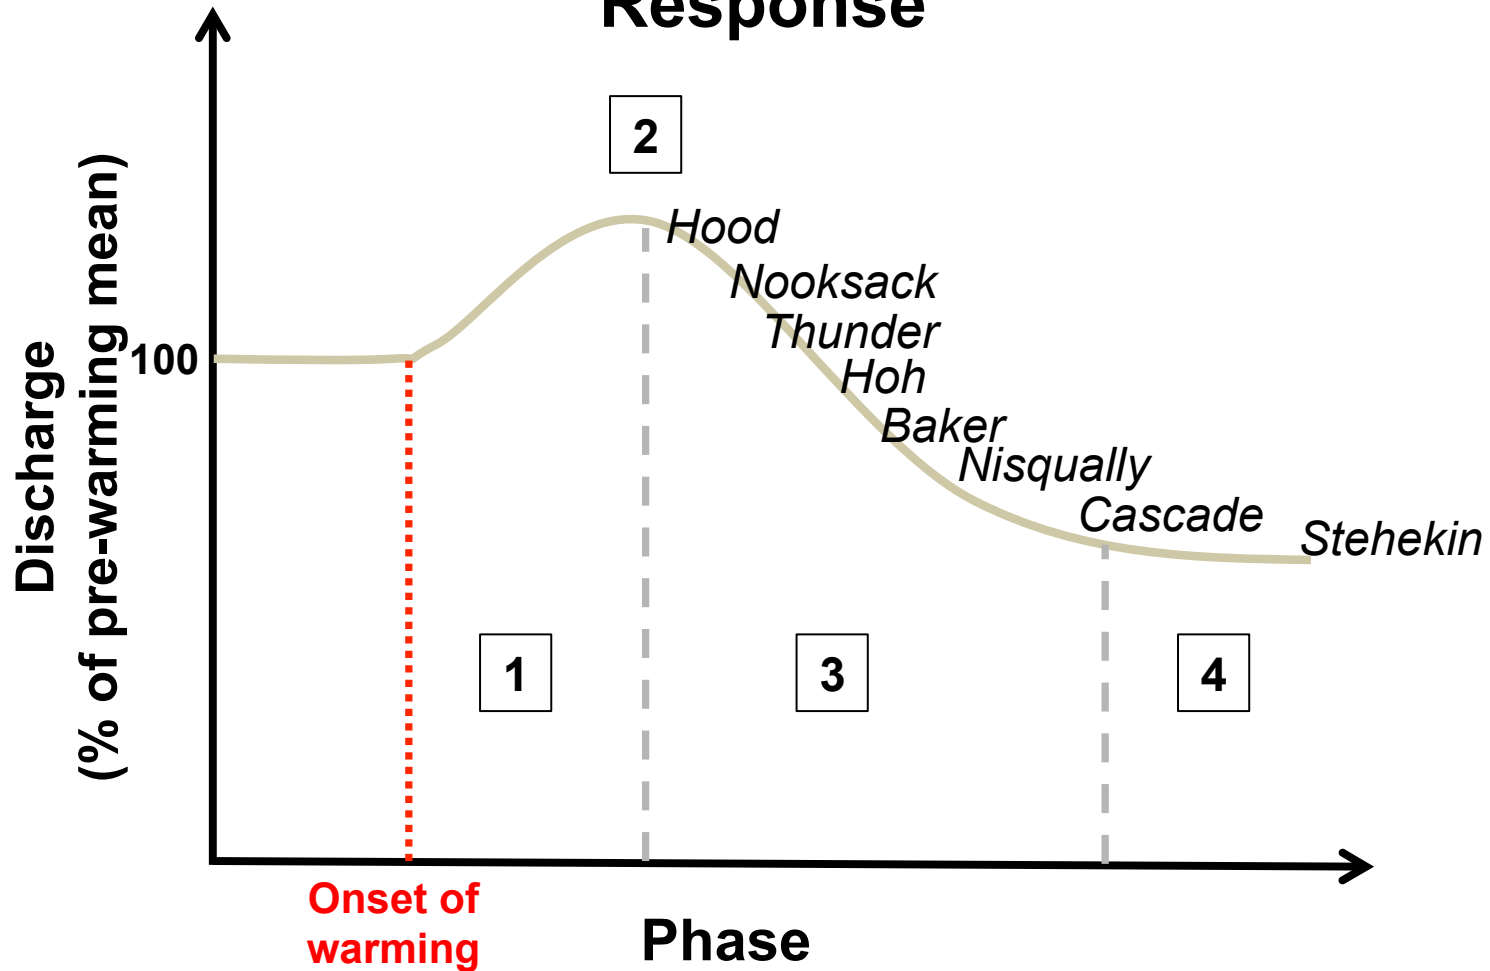 Response
2
Hood
Nooksack
Thunder
Hoh
Baker
Nisqually
Cascade
Stehekin
100
Discharge
(% of pre-warming mean)
1
3
4
Onset of
warming
Phase